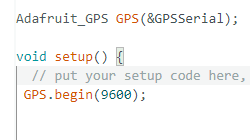 Adafruit_GPS GPS(&GPSSerial);
void setup() {
// put your setup code here,
GPS.begin(9600);